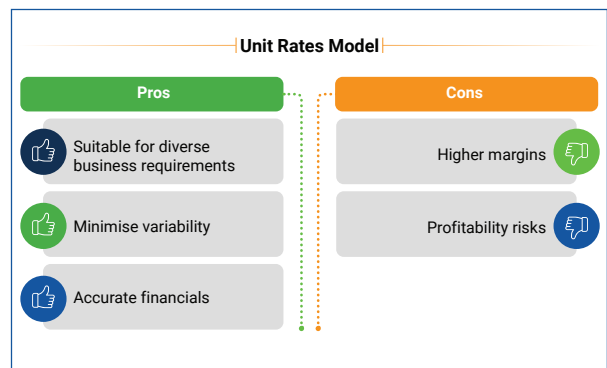 Unit Rates Model
Pros
Cons
Suitable for diverse
business requirements
Minimise variability
Accurate financials
Higher margins
Profitability risks